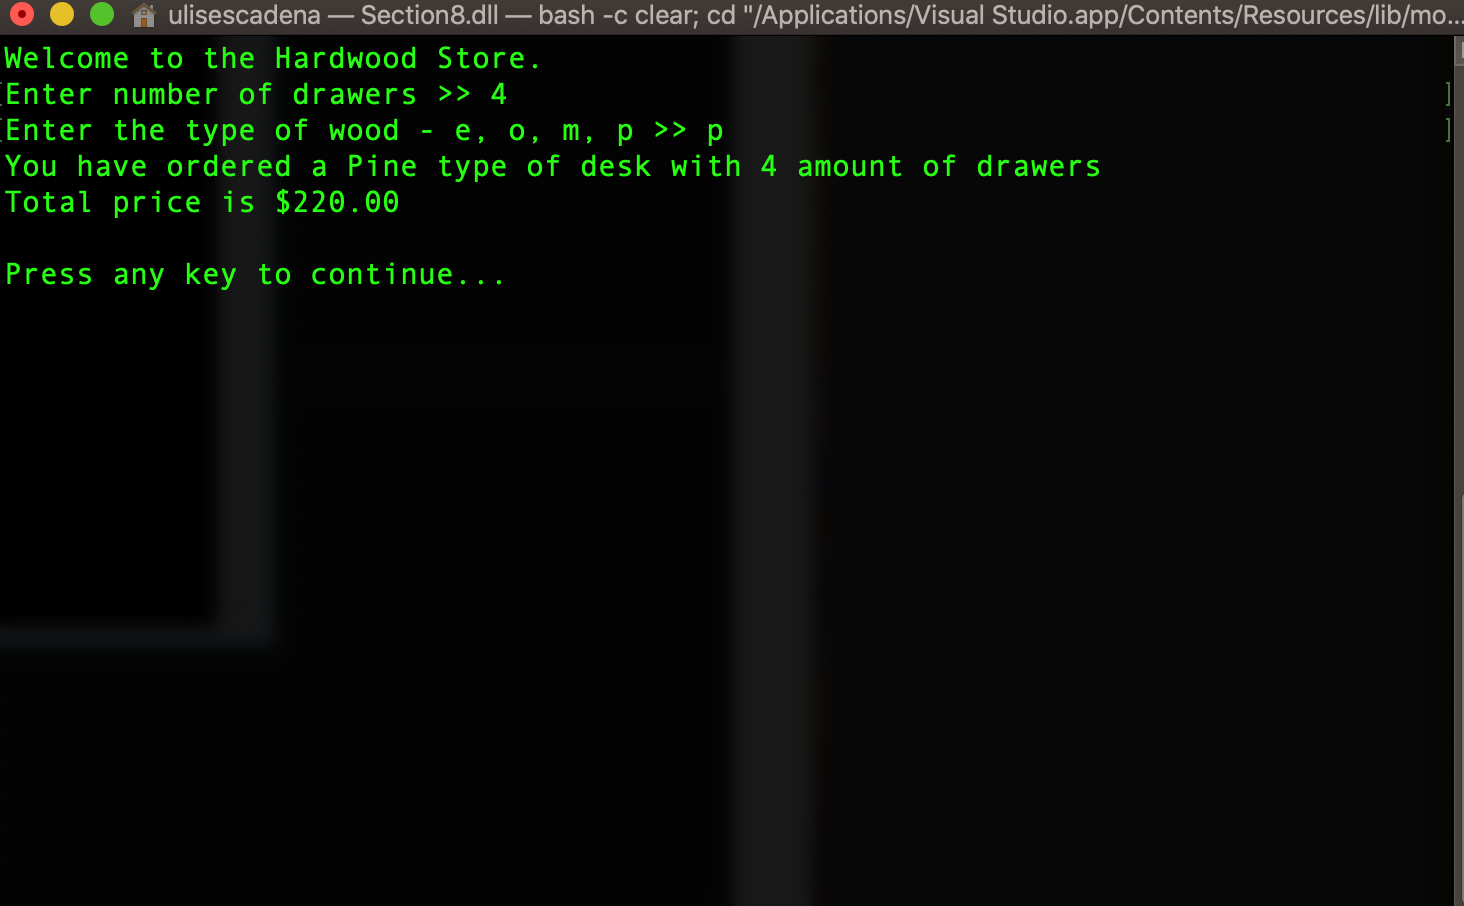 ulisescadena — Section8.dll — bash -c clear; cd "/Applications/Visual Studio.app/Contents/Resources/lib/mo...
Welcome to the Hardwood Store.
[Enter number of drawers >> 4 ]
[Enter the type of wood - e, o, m, p >> p ]
You have ordered a Pine type of desk with 4 amount of drawers
Total price is $220.00
Press any key to continue...